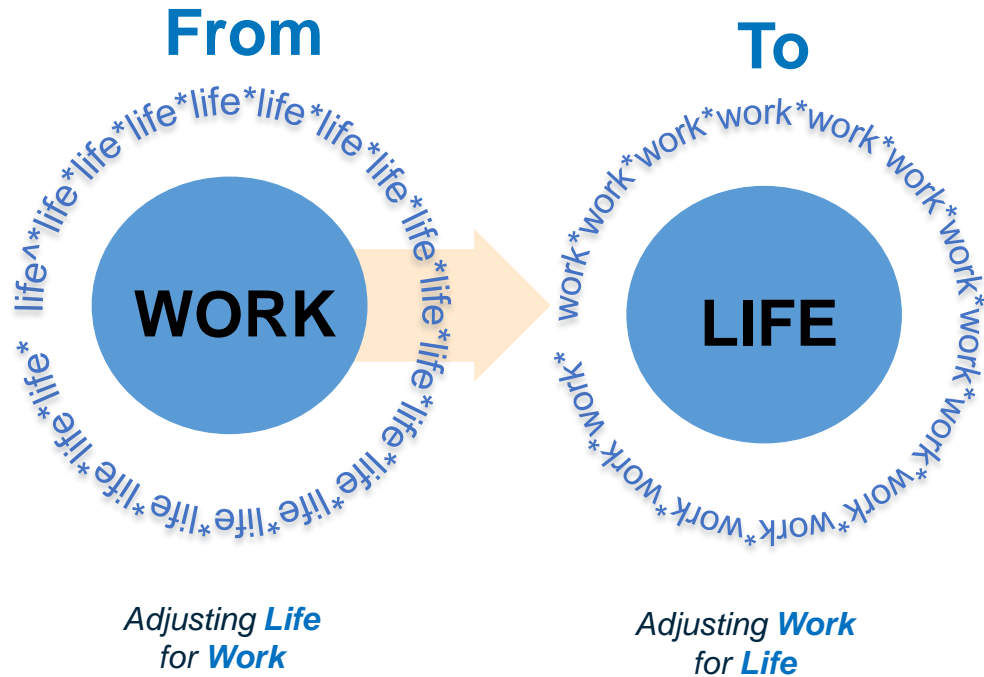 From
To
life^*life*life*life*life*life*life*life*life*life*life*life*life*life*life*life*life*life*life*
WORK
work*work*work*work*work*work*work*work*work*work*work*work*work*work*
LIFE
Adjusting Life
for Work
Adjusting Work
for Life